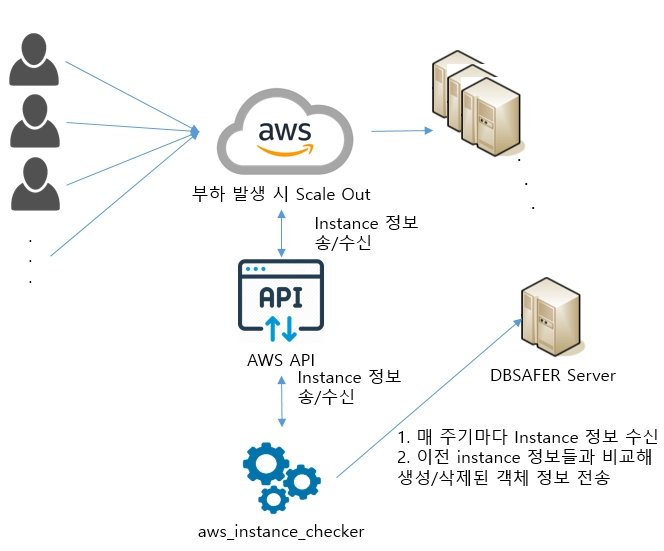 aws
부하 발생 시 Scale Out
Instance 정보
송/수신
API
AWS API
Instance 정보
송/수신
DBSAFER Server
1. 매 주기마다 Instance 정보 수신
2. 이전 instance 정보들과 비교해
생성/삭제된 객체 정보 전송
aws_instance_checker